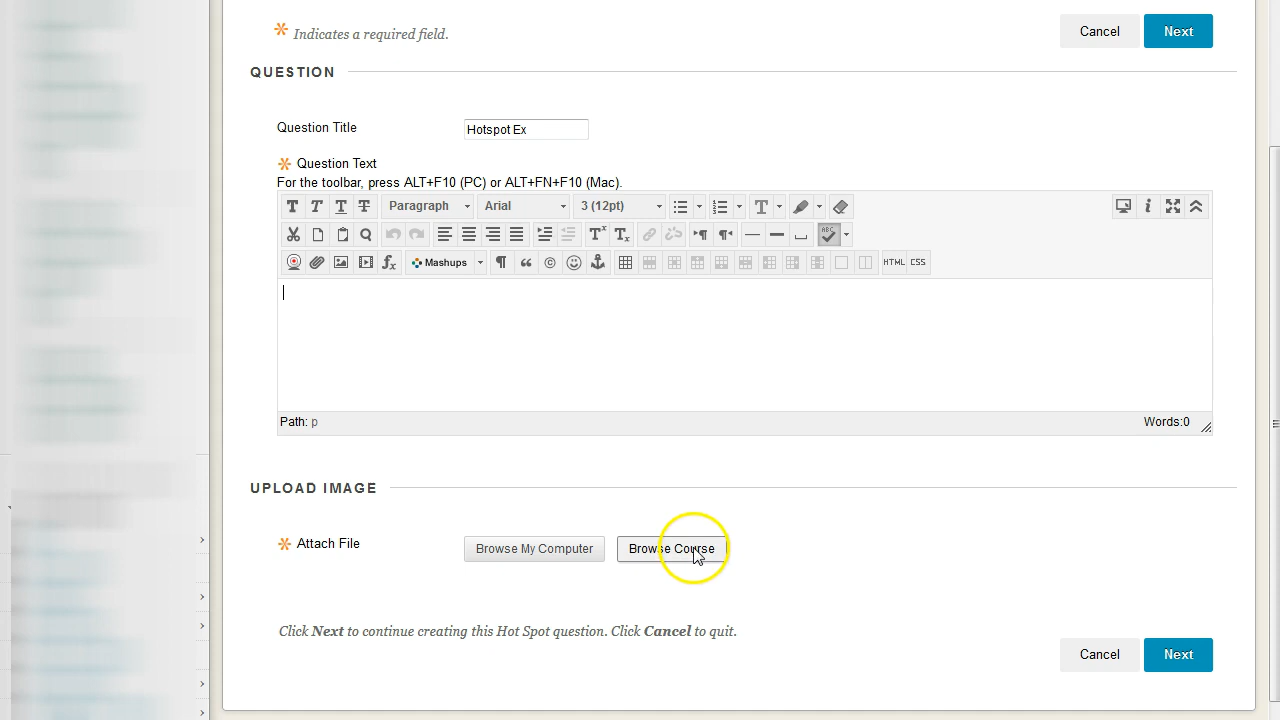 Indicates a required field.
Cancel
Next
QUESTION
Question Title
Hotspot Ex
Question Text
For the toolbar, press ALT+F10 (PC) or ALT+FN+F10 (Mac).
T T T T Paragraph Arial 3 (12pt) T
ABC
Mashups HTML CSS
Path: p
Words:0
UPLOAD IMAGE
Attach File
Browse My Computer
Browse Course
Click Next to continue creating this Hot Spot question. Click Cancel to quit.
Cancel
Next